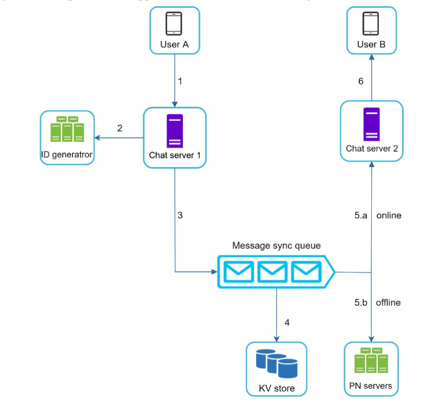 User A
User B
1
6
2
ID generatror
Chat server 1
Chat server 2
3
5.a online
Message sync queue
5.b offline
4
KV store
PN servers